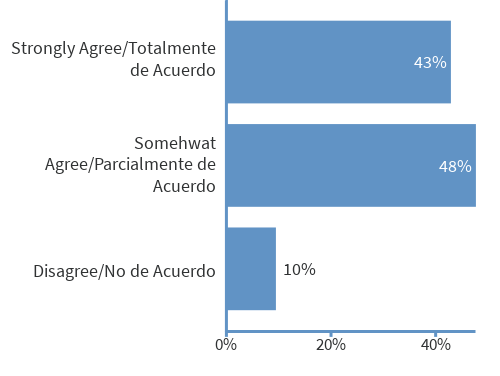 Strongly Agree/Totalmente
de Acuerdo
43%
Somehwat
Agree/Parcialmente de
Acuerdo
48%
Disagree/No de Acuerdo
10%
0%
20%
40%